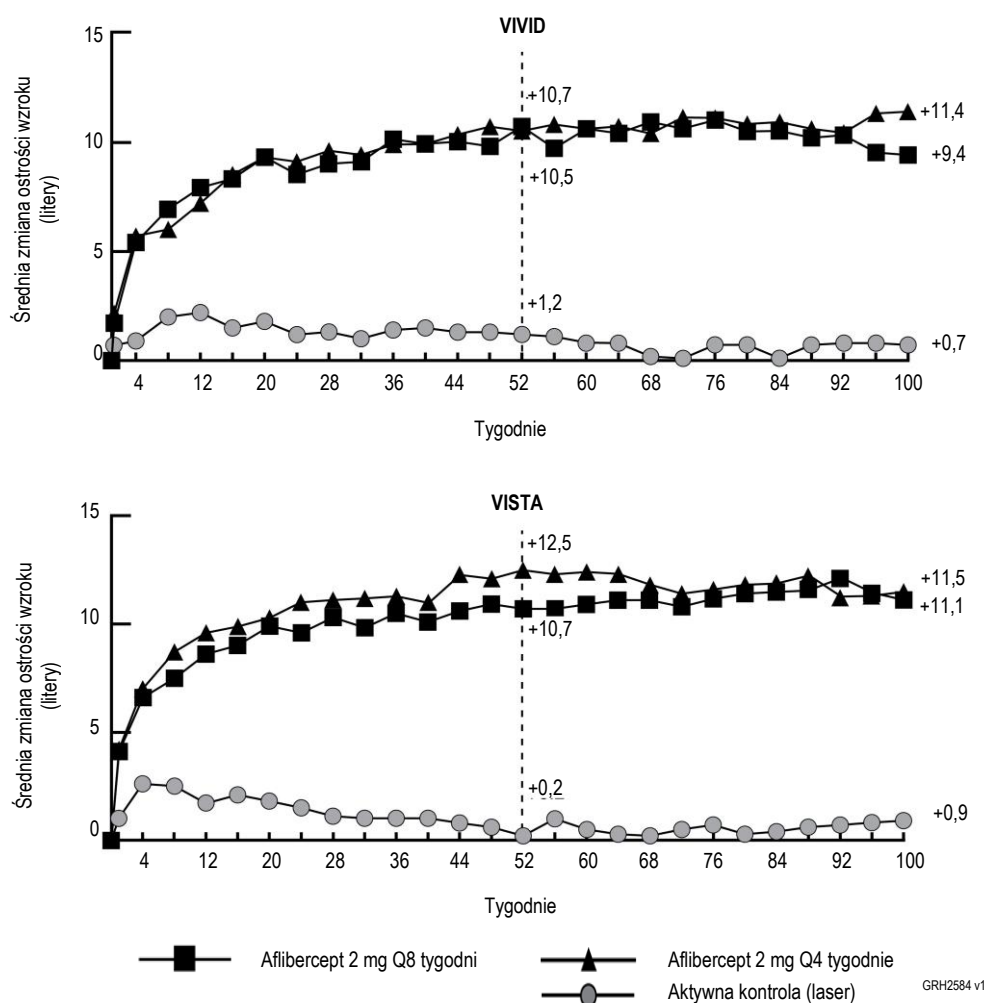 VIVID
15
10
5
0
Średnia zmiana ostrości wzroku
(litery)
+10,7
+10,5
+1,2
+11,4
+9,4
+0,7
4 12 20 28 36 44 52 60 68 76 84 92 100
Tygodnie
VISTA
15
10
5
0
Średnia zmiana ostrości wzroku
(litery)
+12,5
+10,7
+0,2
+11,5
+11,1
+0,9
4 12 20 28 36 44 52 60 68 76 84 92 100
Tygodnie
Aflibercept 2 mg Q8 tygodni
Aflibercept 2 mg Q4 tygodnie
Aktywna kontrola (laser)
GRH2584 v1